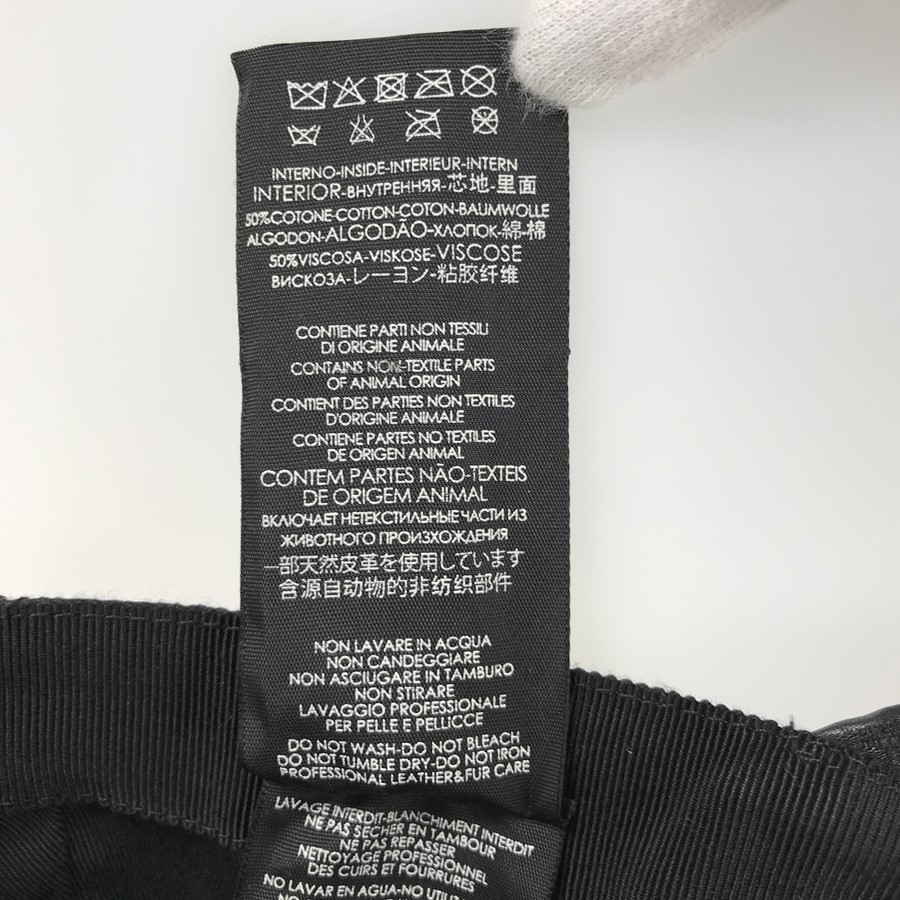 INTERNO-INSIDE-INTERIEUR-INTERN
INTERIOR-ВНУТРЕННЯЯ-芯地-里面
50%COTONE-COTTON-COTON-BAUMWOLLE
ALGODON-ALGODÃO-ХЛОПОК-綿-棉
50%VISCOSA-VISKOSE-VISCOSE
ВИСКОЗА-レーヨン-粘胶纤维
CONTIENE PARTI NON TESSILI
DI ORIGINE ANIMALE
CONTAINS NON-TEXTILE PARTS
OF ANIMAL ORIGIN
CONTIENT DES PARTIES NON TEXTILES
D'ORIGINE ANIMALE
CONTIENE PARTES NO TEXTILES
DE ORIGEN ANIMAL
CONTEM PARTES NÃO-TEXTEIS
DE ORIGEM ANIMAL
ВКЛЮЧАЕТ НЕТЕКСТИЛЬНЫЕ ЧАСТИ ИЗ
ЖИВОТНОГО ПРОИЗХОЖДЕНИЯ
一部天然皮革を使用しています
含源自动物的非纺织部件
NON LAVARE IN ACQUA
NON CANDEGGIARE
NON ASCIUGARE IN TAMBURO
NON STIRARE
LAVAGGIO PROFESSIONALE
PER PELLE E PELLICCE
DO NOT WASH-DO NOT BLEACH
DO NOT TUMBLE DRY-DO NOT IRON
PROFESSIONAL LEATHER&FUR CARE
LAVAGE INTERDIT-BLANCHIMENT INTERDIT
NE PAS SECHER EN TAMBOUR
NE PAS REPASSER
NETTOYAGE PROFESSIONNEL
DES CUIRS ET FOURRURES
NO LAVAR EN AGUA-NO